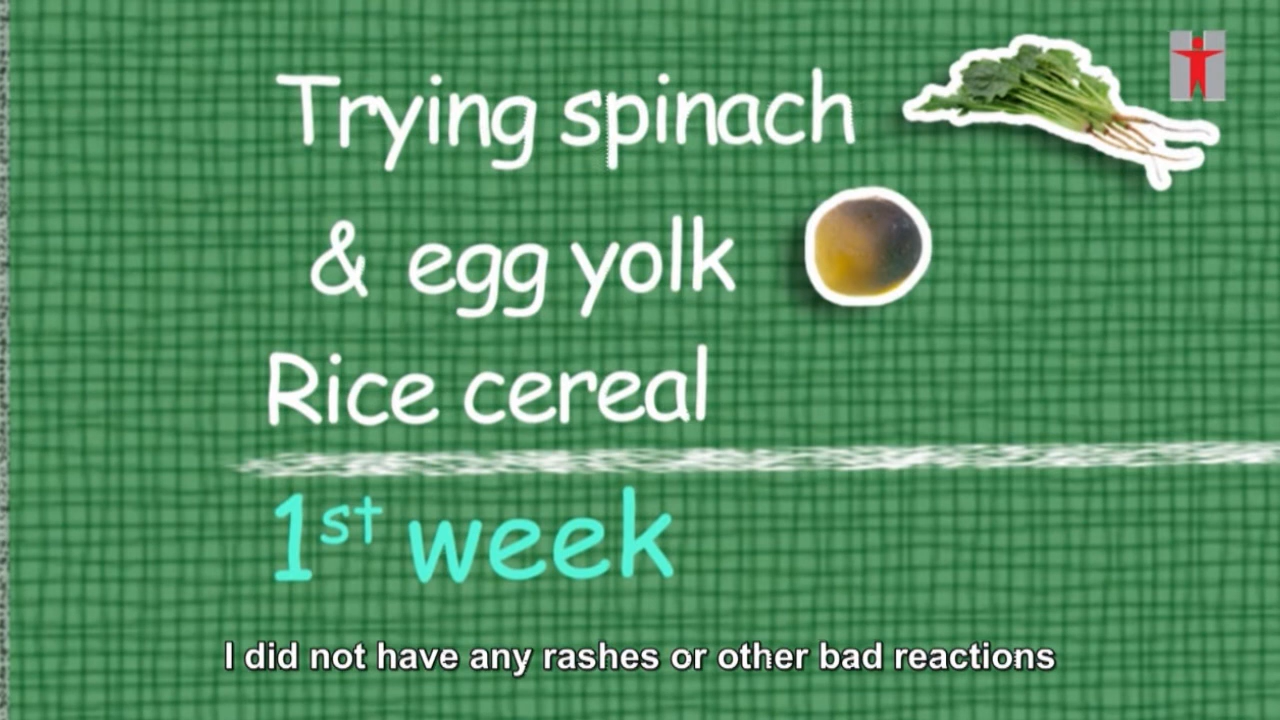 Trying spinach
& egg yolk
Rice cereal
1st week
I did not have any rashes or other bad reactions